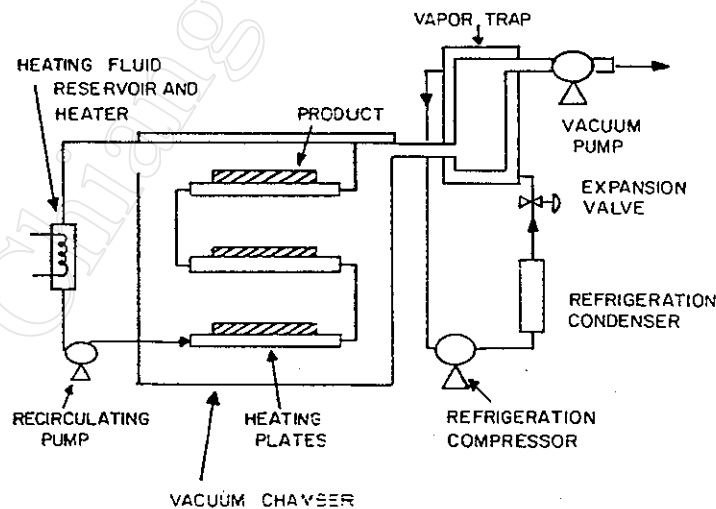 VAPOR TRAP
HEATING FLUID
RESERVOIR AND
HEATER
PRODUCT
VACUUM
PUMP
EXPANSION
VALVE
REFRIGERATION
CONDENSER
RECIRCULATING
PUMP
HEATING
PLATES
REFRIGERATION
COMPRESSOR
VACUUM CHAMBER
Chiang